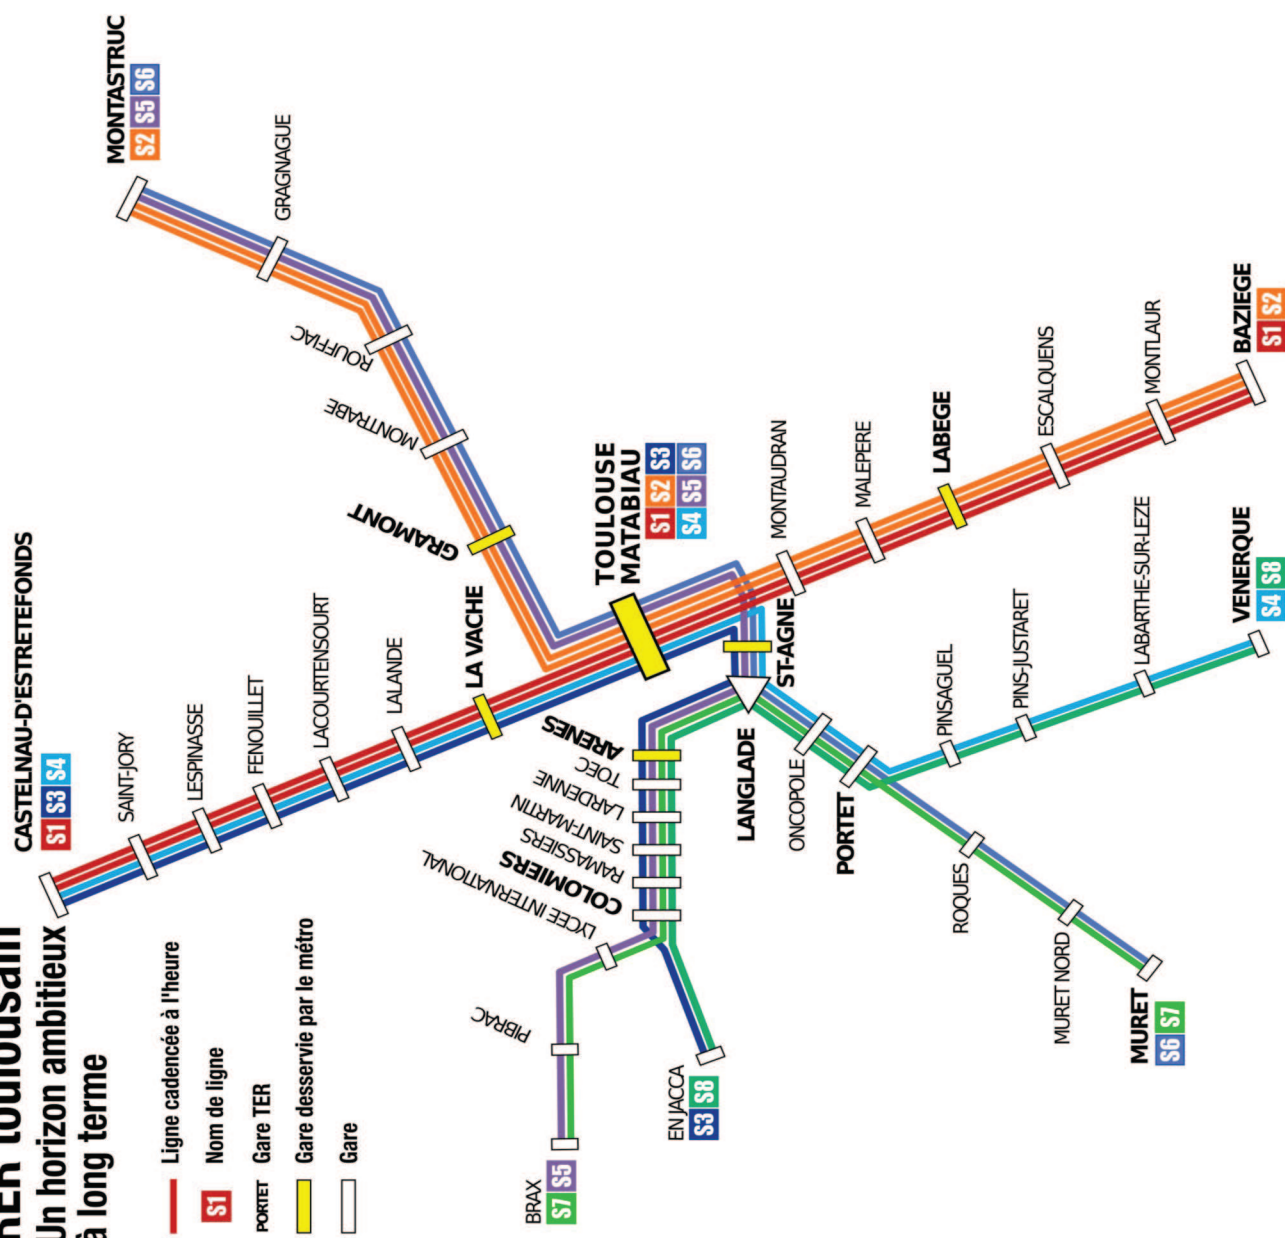 RER toulousain
Un horizon ambitieux
à long terme
Ligne cadencée à l'heure
S1 Nom de ligne
PORTET Gare TER
Gare desservie par le métro
Gare
CASTELNAU-D'ESTRETEFONDS
S1 S3 S4
SAINT-JORY
LESPINASSE
FENOUILLET
LACOURTENSOURT
LALANDE
LA VACHE
MONTASTRUC
S2 S5 S6
GRAGNAGUE
ROUFFIAC
MONTRABE
GRAMONT
TOULOUSE
MATABIAU
S1 S2 S3
S4 S5 S6
MONTAUDRAN
MALEPERE
LABEGE
ESCALQUENS
MONTLAUR
BAZIEGE
S1 S2
ST-AGNE
LANGLADE
ARENES
TOEC
LARDENNE
SAINT-MARTIN
RAMASSIERS
COLOMIERS
LYCEE INTERNATIONAL
PIBRAC
BRAX
S7 S5
EN JACCA
S3 S8
ONCOPOLE
PORTET
PINSAGUEL
PINS-JUSTARET
LABARTHE-SUR-LEZE
VENERQUE
S4 S8
ROQUES
MURET NORD
MURET
S6 S7